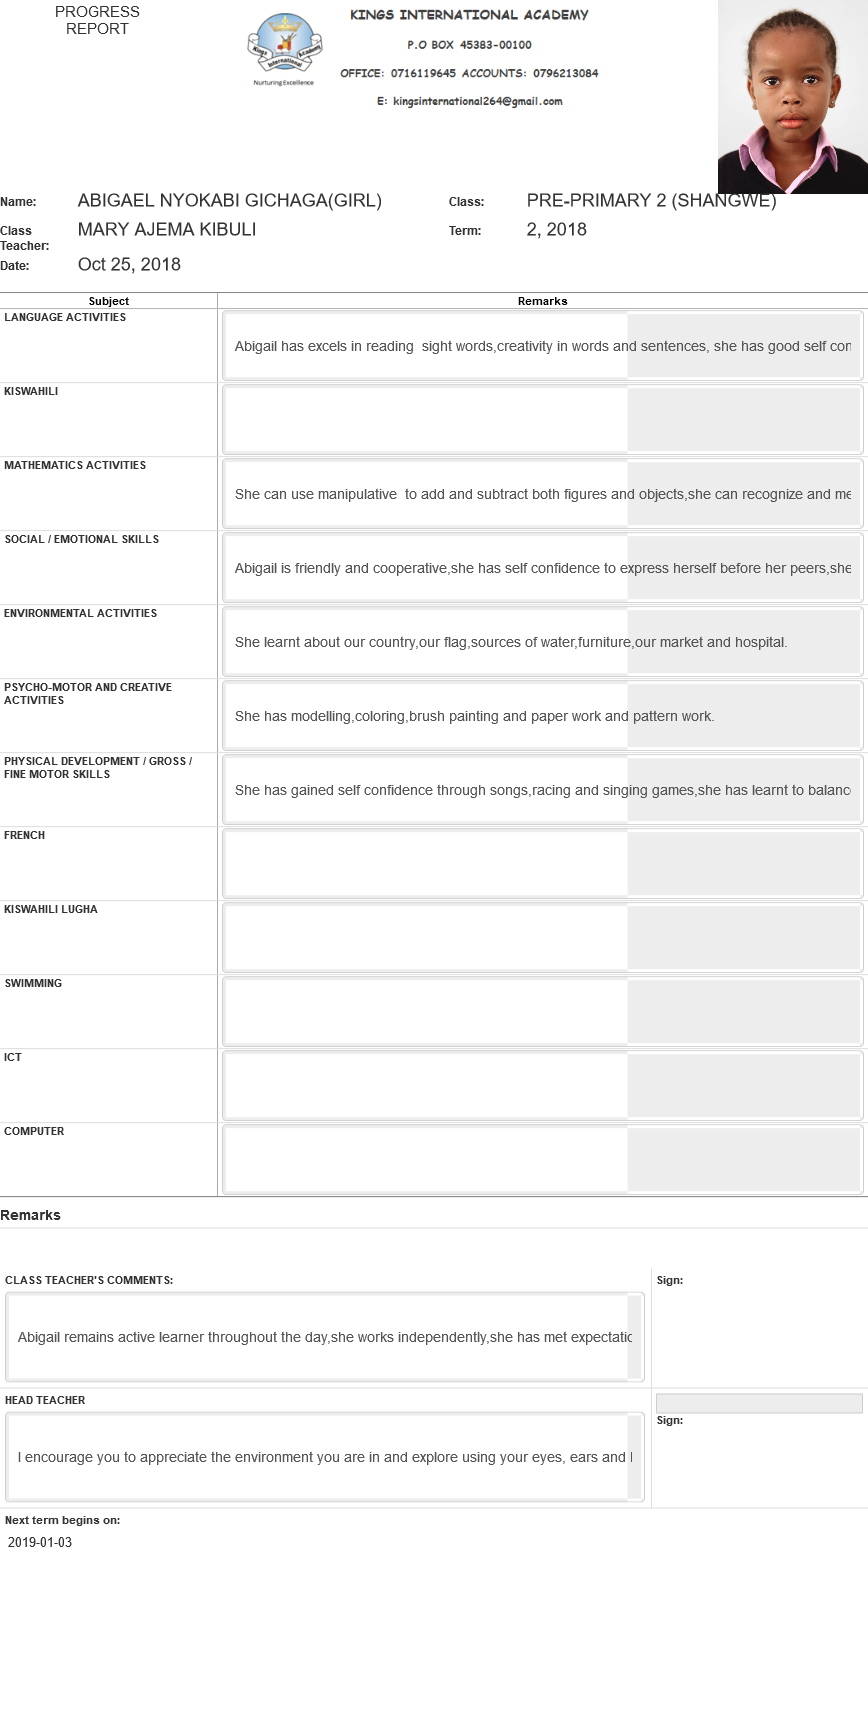 PROGRESS
REPORT
Kings International Academy
Nurturing Excellence
KINGS INTERNATIONAL ACADEMY
P.O BOX 45383-00100
OFFICE: 0716119645 ACCOUNTS: 0796213084
E: kingsinternational264@gmail.com
Name: ABIGAEL NYOKABI GICHAGA(GIRL) Class: PRE-PRIMARY 2 (SHANGWE)
Class Teacher: MARY AJEMA KIBULI Term: 2, 2018
Date: Oct 25, 2018
Subject Remarks
LANGUAGE ACTIVITIES
Abigail has excels in reading  sight words,creativity in words and sentences, she has good self con
KISWAHILI
MATHEMATICS ACTIVITIES
She can use manipulative  to add and subtract both figures and objects,she can recognize and me
SOCIAL / EMOTIONAL SKILLS
Abigail is friendly and cooperative,she has self confidence to express herself before her peers,she
ENVIRONMENTAL ACTIVITIES
She learnt about our country,our flag,sources of water,furniture,our market and hospital.
PSYCHO-MOTOR AND CREATIVE
ACTIVITIES
She has modelling,coloring,brush painting and paper work and pattern work.
PHYSICAL DEVELOPMENT / GROSS /
FINE MOTOR SKILLS
She has gained self confidence through songs,racing and singing games,she has learnt to balanc
FRENCH
KISWAHILI LUGHA
SWIMMING
ICT
COMPUTER
Remarks
CLASS TEACHER'S COMMENTS: Sign:
Abigail remains active learner throughout the day,she works independently,she has met expectatic
HEAD TEACHER
Sign:
I encourage you to appreciate the environment you are in and explore using your eyes, ears and
Next term begins on:
2019-01-03